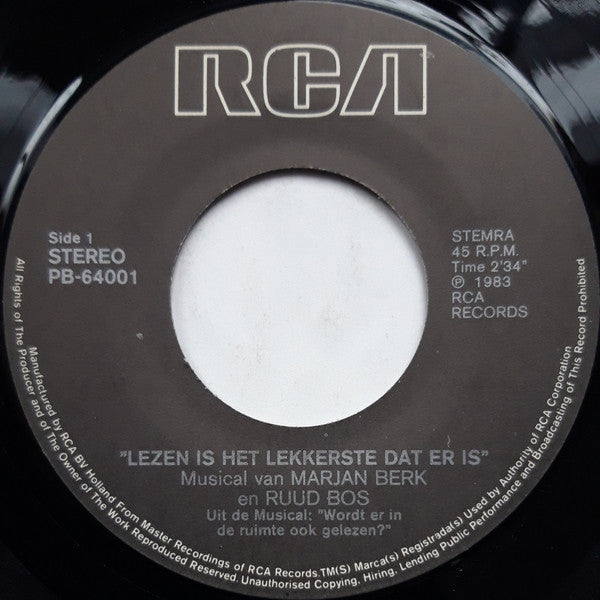 RCA
Side 1
STEREO
PB-64001
STEMRA
45 R.P.M.
Time 2'34"
℗ 1983
RCA
RECORDS
"LEZEN IS HET LEKKERSTE DAT ER IS"
Musical van MARJAN BERK
en RUUD BOS
Uit de Musical: "Wordt er in
de ruimte ook gelezen?"
Manufactured by RCA BV Holland From Master Recordings of RCA Records.TM(S) Marca(s) Registrada(s) Used by Authority of RCA Corporation
All Rights of The Producer and of The Owner of The Work Reproduced Reserved. Unauthorised Copying, Hiring, Lending Public Performance and Broadcasting of This Record Prohibited